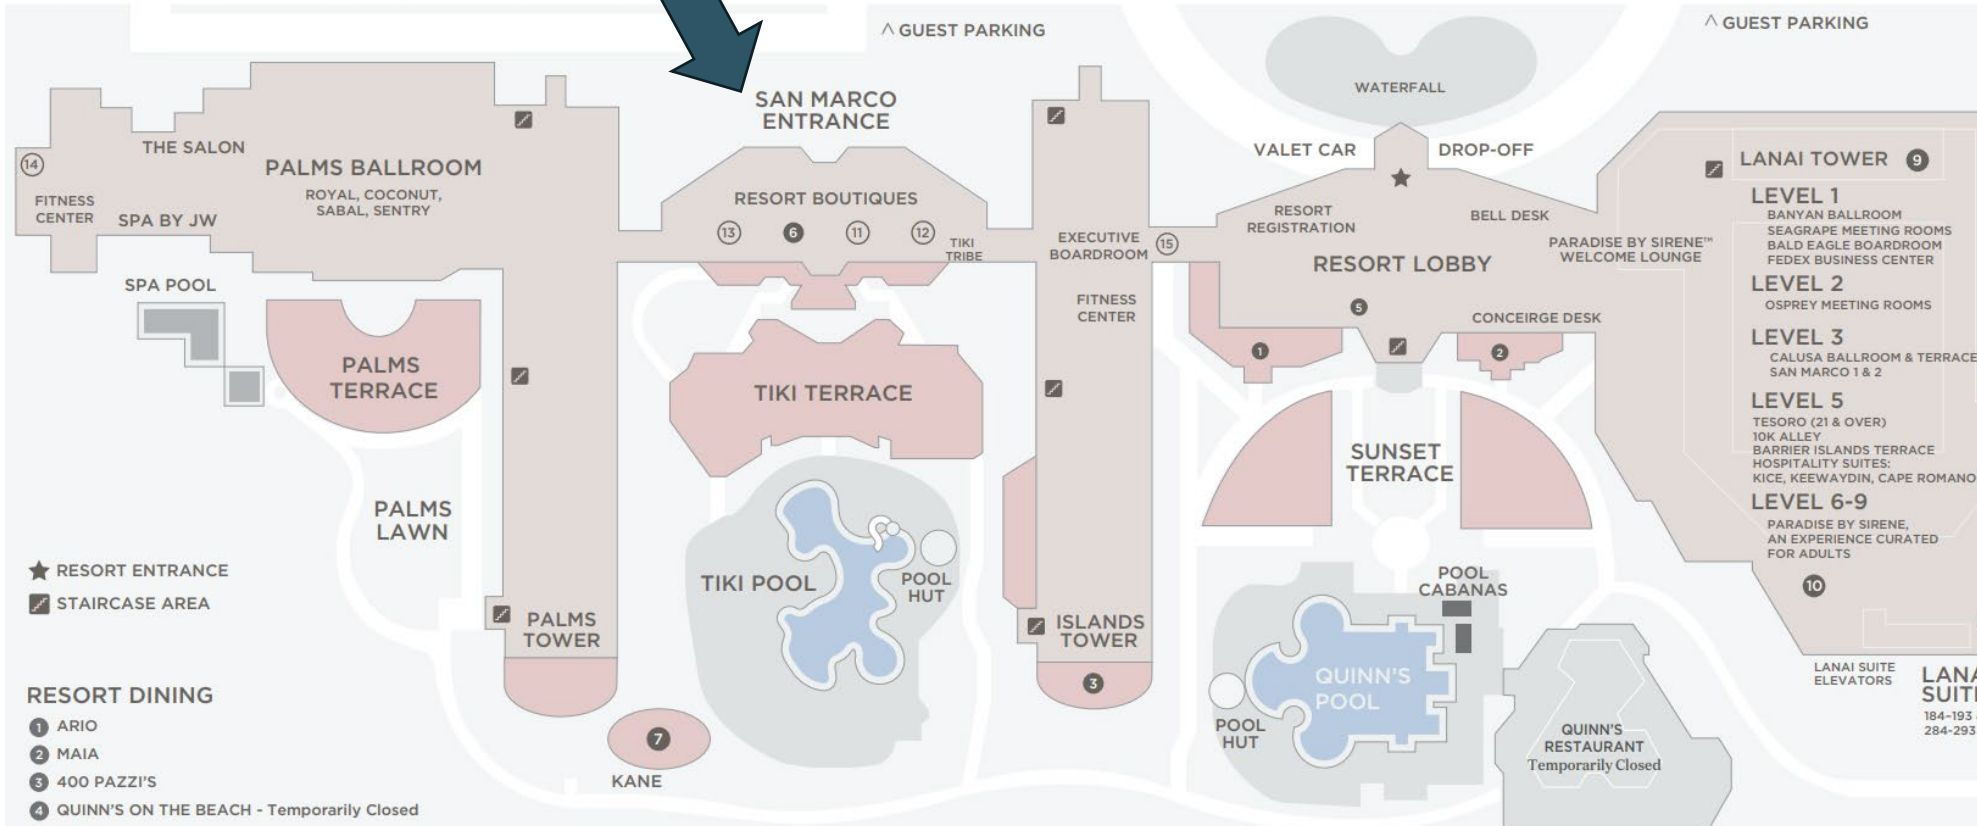 ^ GUEST PARKING
^ GUEST PARKING
WATERFALL
SAN MARCO
ENTRANCE
VALET CAR
DROP-OFF
THE SALON
14
FITNESS
CENTER
SPA BY JW
PALMS BALLROOM
ROYAL, COCONUT,
SABAL, SENTRY
RESORT BOUTIQUES
13
6
11
12
TIKI
TRIBE
EXECUTIVE
BOARDROOM
15
FITNESS
CENTER
RESORT
REGISTRATION
BELL DESK
RESORT LOBBY
5
CONCEIRGE DESK
PARADISE BY SIRENE™
WELCOME LOUNGE
LANAI TOWER 9
LEVEL 1
BANYAN BALLROOM
SEAGRAPE MEETING ROOMS
BALD EAGLE BOARDROOM
FEDEX BUSINESS CENTER
LEVEL 2
OSPREY MEETING ROOMS
LEVEL 3
CALUSA BALLROOM & TERRACE
SAN MARCO 1 & 2
LEVEL 5
TESORO (21 & OVER)
10K ALLEY
BARRIER ISLANDS TERRACE
HOSPITALITY SUITES:
KICE, KEEWAYDIN, CAPE ROMANO
LEVEL 6-9
PARADISE BY SIRENE,
AN EXPERIENCE CURATED
FOR ADULTS
10
SPA POOL
PALMS
TERRACE
TIKI TERRACE
1
2
SUNSET
TERRACE
PALMS
LAWN
TIKI POOL
POOL
HUT
POOL
CABANAS
PALMS
TOWER
ISLANDS
TOWER
3
QUINN'S
POOL
POOL
HUT
7
KANE
QUINN'S
RESTAURANT
Temporarily Closed
LANAI SUITE
ELEVATORS
184-193
284-293
RESORT ENTRANCE
STAIRCASE AREA
RESORT DINING
1 ARIO
2 MAIA
3 400 PAZZI'S
4 QUINN'S ON THE BEACH - Temporarily Closed